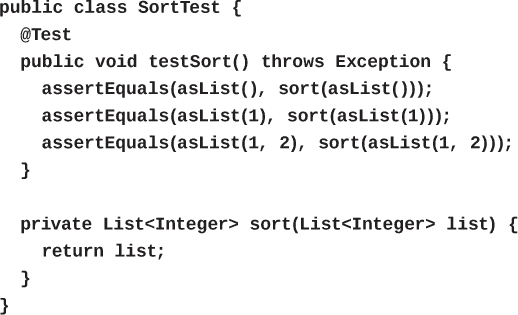 public class SortTest {
  @Test
  public void testSort() throws Exception {
    assertEquals(asList(), sort(asList()));
    assertEquals(asList(1), sort(asList(1)));
    assertEquals(asList(1, 2), sort(asList(1, 2)));
  }

  private List<Integer> sort(List<Integer> list) {
    return list;
  }
}